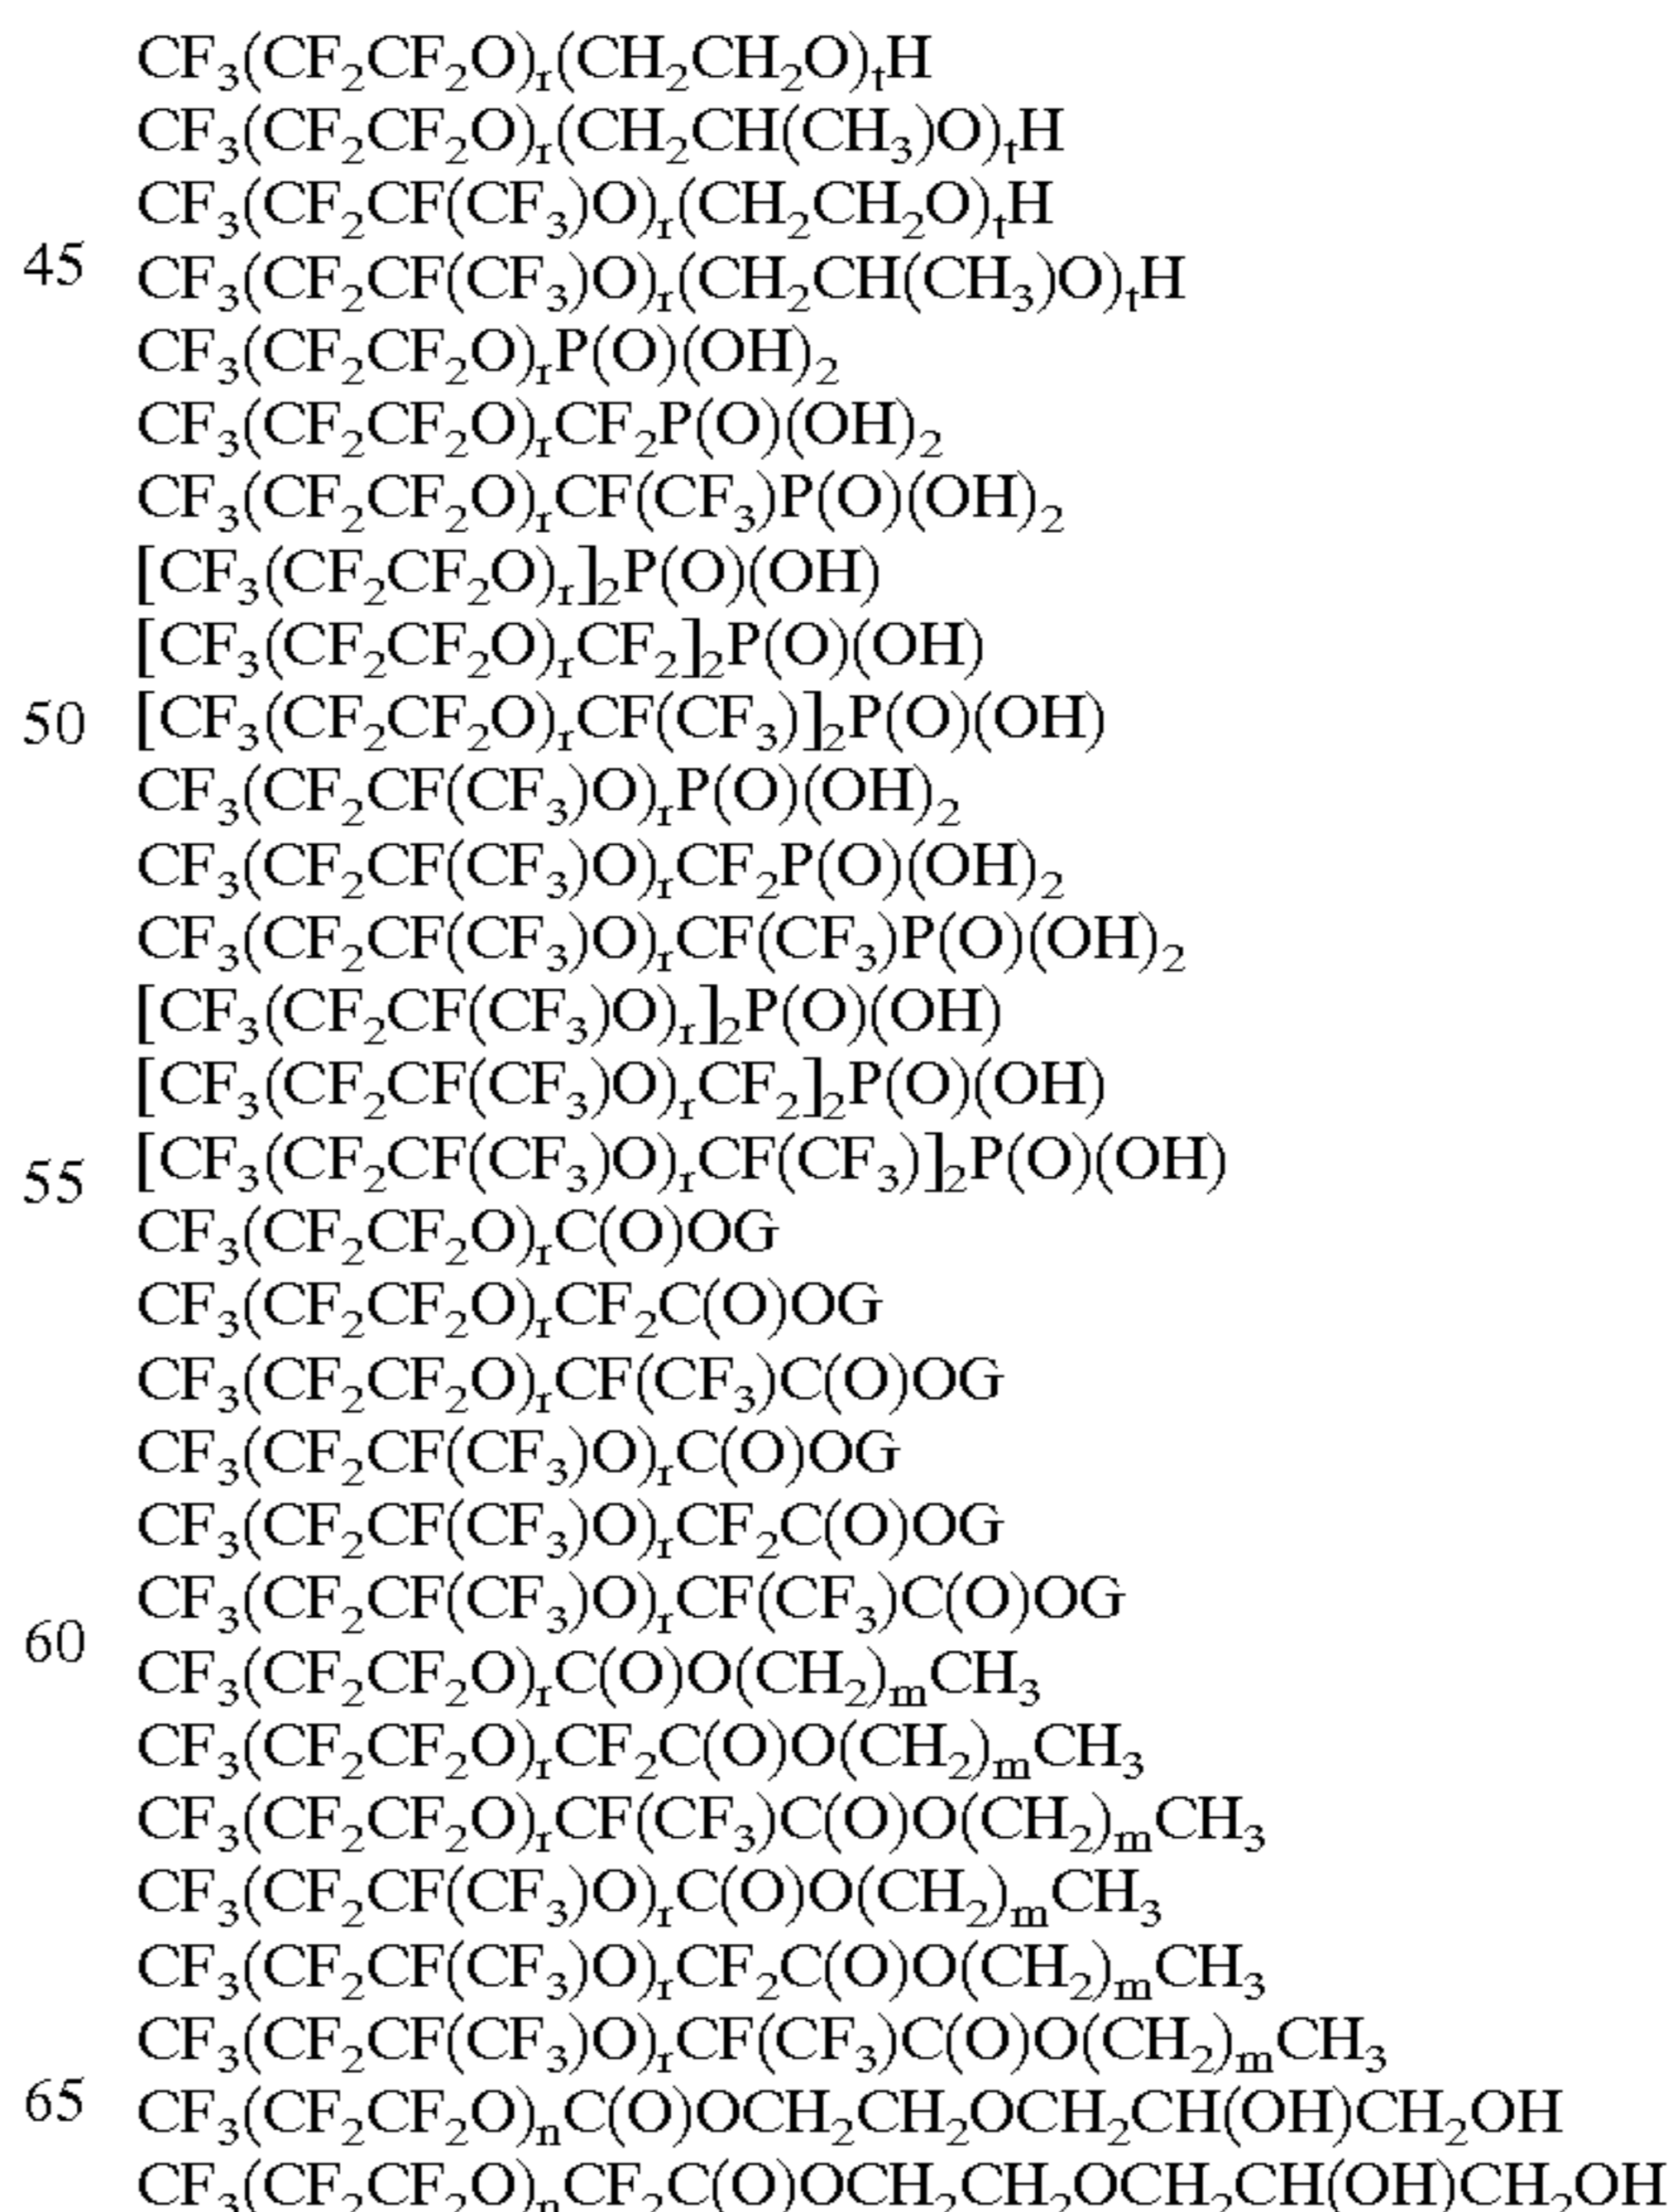 CF₃(CF₂CF₂O)ᵣ(CH₂CH₂O)ₜH
CF₃(CF₂CF₂O)ᵣ(CH₂CH(CH₃)O)ₜH
CF₃(CF₂CF(CF₃)O)ᵣ(CH₂CH₂O)ₜH
45 CF₃(CF₂CF(CF₃)O)ᵣ(CH₂CH(CH₃)O)ₜH
CF₃(CF₂CF₂O)ᵣP(O)(OH)₂
CF₃(CF₂CF₂O)ᵣCF₂P(O)(OH)₂
CF₃(CF₂CF₂O)ᵣCF(CF₃)P(O)(OH)₂
[CF₃(CF₂CF₂O)ᵣ]₂P(O)(OH)
[CF₃(CF₂CF₂O)ᵣCF₂]₂P(O)(OH)
50 [CF₃(CF₂CF₂O)ᵣCF(CF₃)]₂P(O)(OH)
CF₃(CF₂CF(CF₃)O)ᵣP(O)(OH)₂
CF₃(CF₂CF(CF₃)O)ᵣCF₂P(O)(OH)₂
CF₃(CF₂CF(CF₃)O)ᵣCF(CF₃)P(O)(OH)₂
[CF₃(CF₂CF(CF₃)O)ᵣ]₂P(O)(OH)
[CF₃(CF₂CF(CF₃)O)ᵣCF₂]₂P(O)(OH)
55 [CF₃(CF₂CF(CF₃)O)ᵣCF(CF₃)]₂P(O)(OH)
CF₃(CF₂CF₂O)ᵣC(O)OG
CF₃(CF₂CF₂O)ᵣCF₂C(O)OG
CF₃(CF₂CF₂O)ᵣCF(CF₃)C(O)OG
CF₃(CF₂CF(CF₃)O)ᵣC(O)OG
CF₃(CF₂CF(CF₃)O)ᵣCF₂C(O)OG
CF₃(CF₂CF(CF₃)O)ᵣCF(CF₃)C(O)OG
60 CF₃(CF₂CF₂O)ᵣC(O)O(CH₂)ₘCH₃
CF₃(CF₂CF₂O)ᵣCF₂C(O)O(CH₂)ₘCH₃
CF₃(CF₂CF₂O)ᵣCF(CF₃)C(O)O(CH₂)ₘCH₃
CF₃(CF₂CF(CF₃)O)ᵣC(O)O(CH₂)ₘCH₃
CF₃(CF₂CF(CF₃)O)ᵣCF₂C(O)O(CH₂)ₘCH₃
CF₃(CF₂CF(CF₃)O)ᵣCF(CF₃)C(O)O(CH₂)ₘCH₃
65 CF₃(CF₂CF₂O)ₙC(O)OCH₂CH₂OCH₂CH(OH)CH₂OH
CF₃(CF₂CF₂O)ₙCF₂C(O)OCH₂CH₂OCH₂CH(OH)CH₂OH